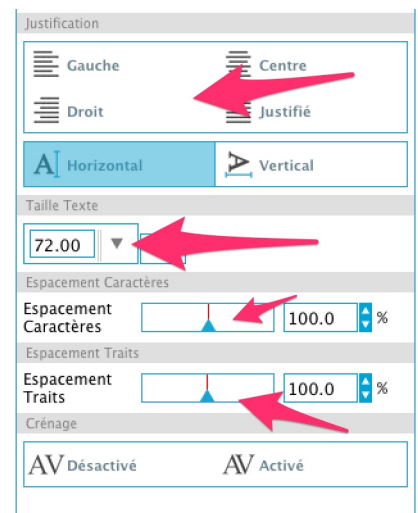 Justification
Gauche Centre
Droit Justifié
A Horizontal A Vertical
Taille Texte
72.00
Espacement Caractères
Espacement
Caractères 100.0 %
Espacement Traits
Espacement
Traits 100.0 %
Crénage
AV Désactivé AV Activé